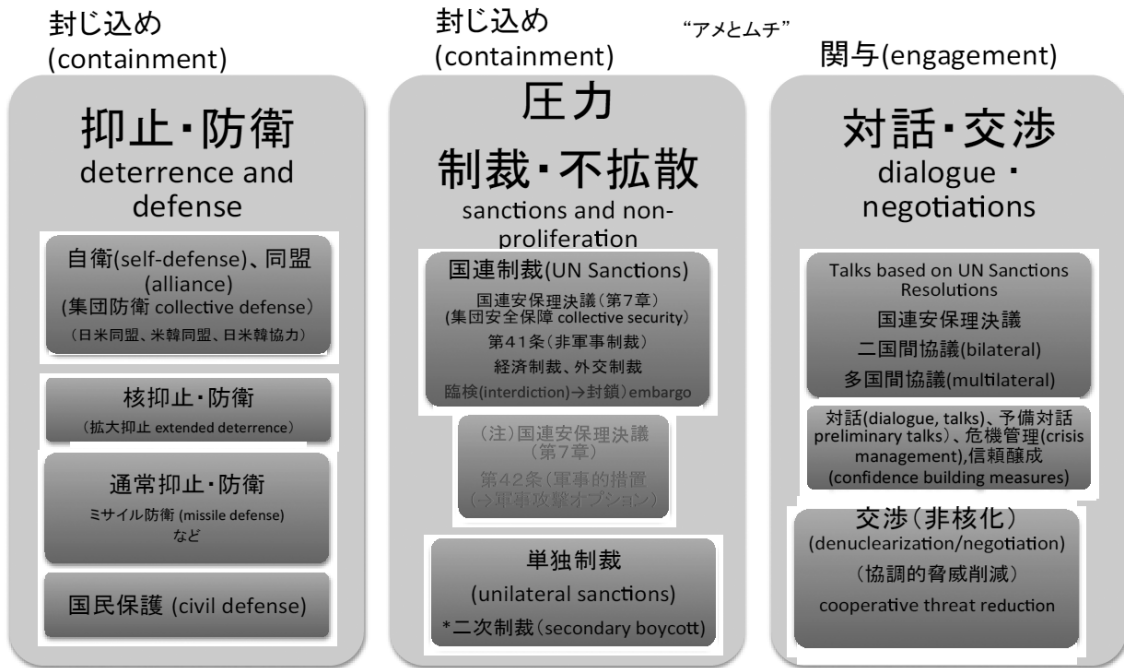 封じ込め
(containment)
抑止・防衛
deterrence and
defense
自衛(self-defense)、同盟
(alliance)
(集団防衛 collective defense)
（日米同盟、米韓同盟、日米韓協力）
核抑止・防衛
（拡大抑止 extended deterrence）
通常抑止・防衛
ミサイル防衛 (missile defense)
など
国民保護 (civil defense)
封じ込め
(containment)
“アメとムチ”
圧力
制裁・不拡散
sanctions and non-
proliferation
国連制裁(UN Sanctions)
国連安保理決議（第7章）
(集団安全保障 collective security)
第41条（非軍事制裁）
経済制裁、外交制裁
臨検(interdiction)→封鎖）embargo
（注）国連安保理決議
（第7章）
第42条（軍事的措置
（→軍事攻撃オプション）
単独制裁
(unilateral sanctions)
*二次制裁（secondary boycott)
関与(engagement)
対話・交渉
dialogue・
negotiations
Talks based on UN Sanctions
Resolutions
国連安保理決議
二国間協議(bilateral)
多国間協議(multilateral)
対話(dialogue, talks)、予備対話
preliminary talks）、危機管理(crisis
management),信頼醸成
(confidence building measures)
交渉（非核化）
(denuclearization/negotiation)
（協調的脅威削減）
cooperative threat reduction